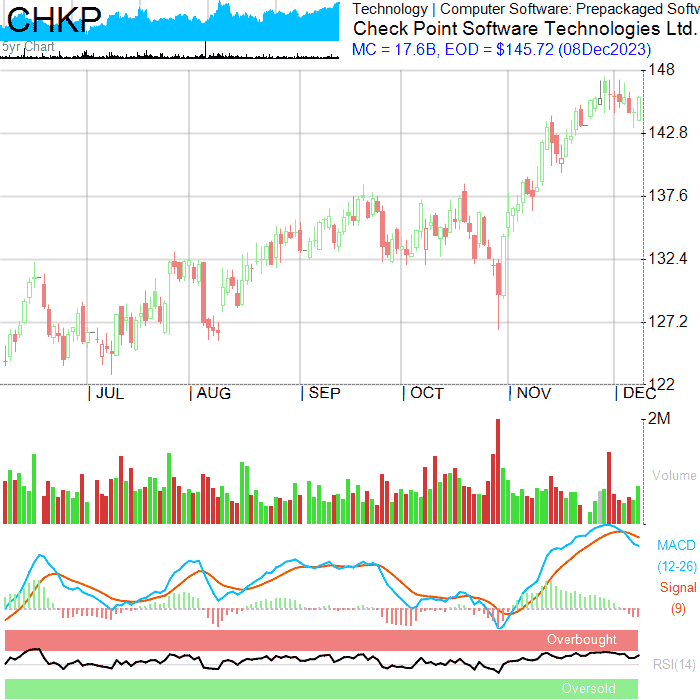 CHKP
5yr Chart
Technology | Computer Software: Prepackaged Softw
Check Point Software Technologies Ltd.
MC = 17.6B, EOD = $145.72 (08Dec2023)
148
142.8
137.6
132.4
127.2
122
JUL AUG SEP OCT NOV DEC
2M
Volume
MACD
(12-26)
Signal
(9)
Overbought
RSI(14)
Oversold